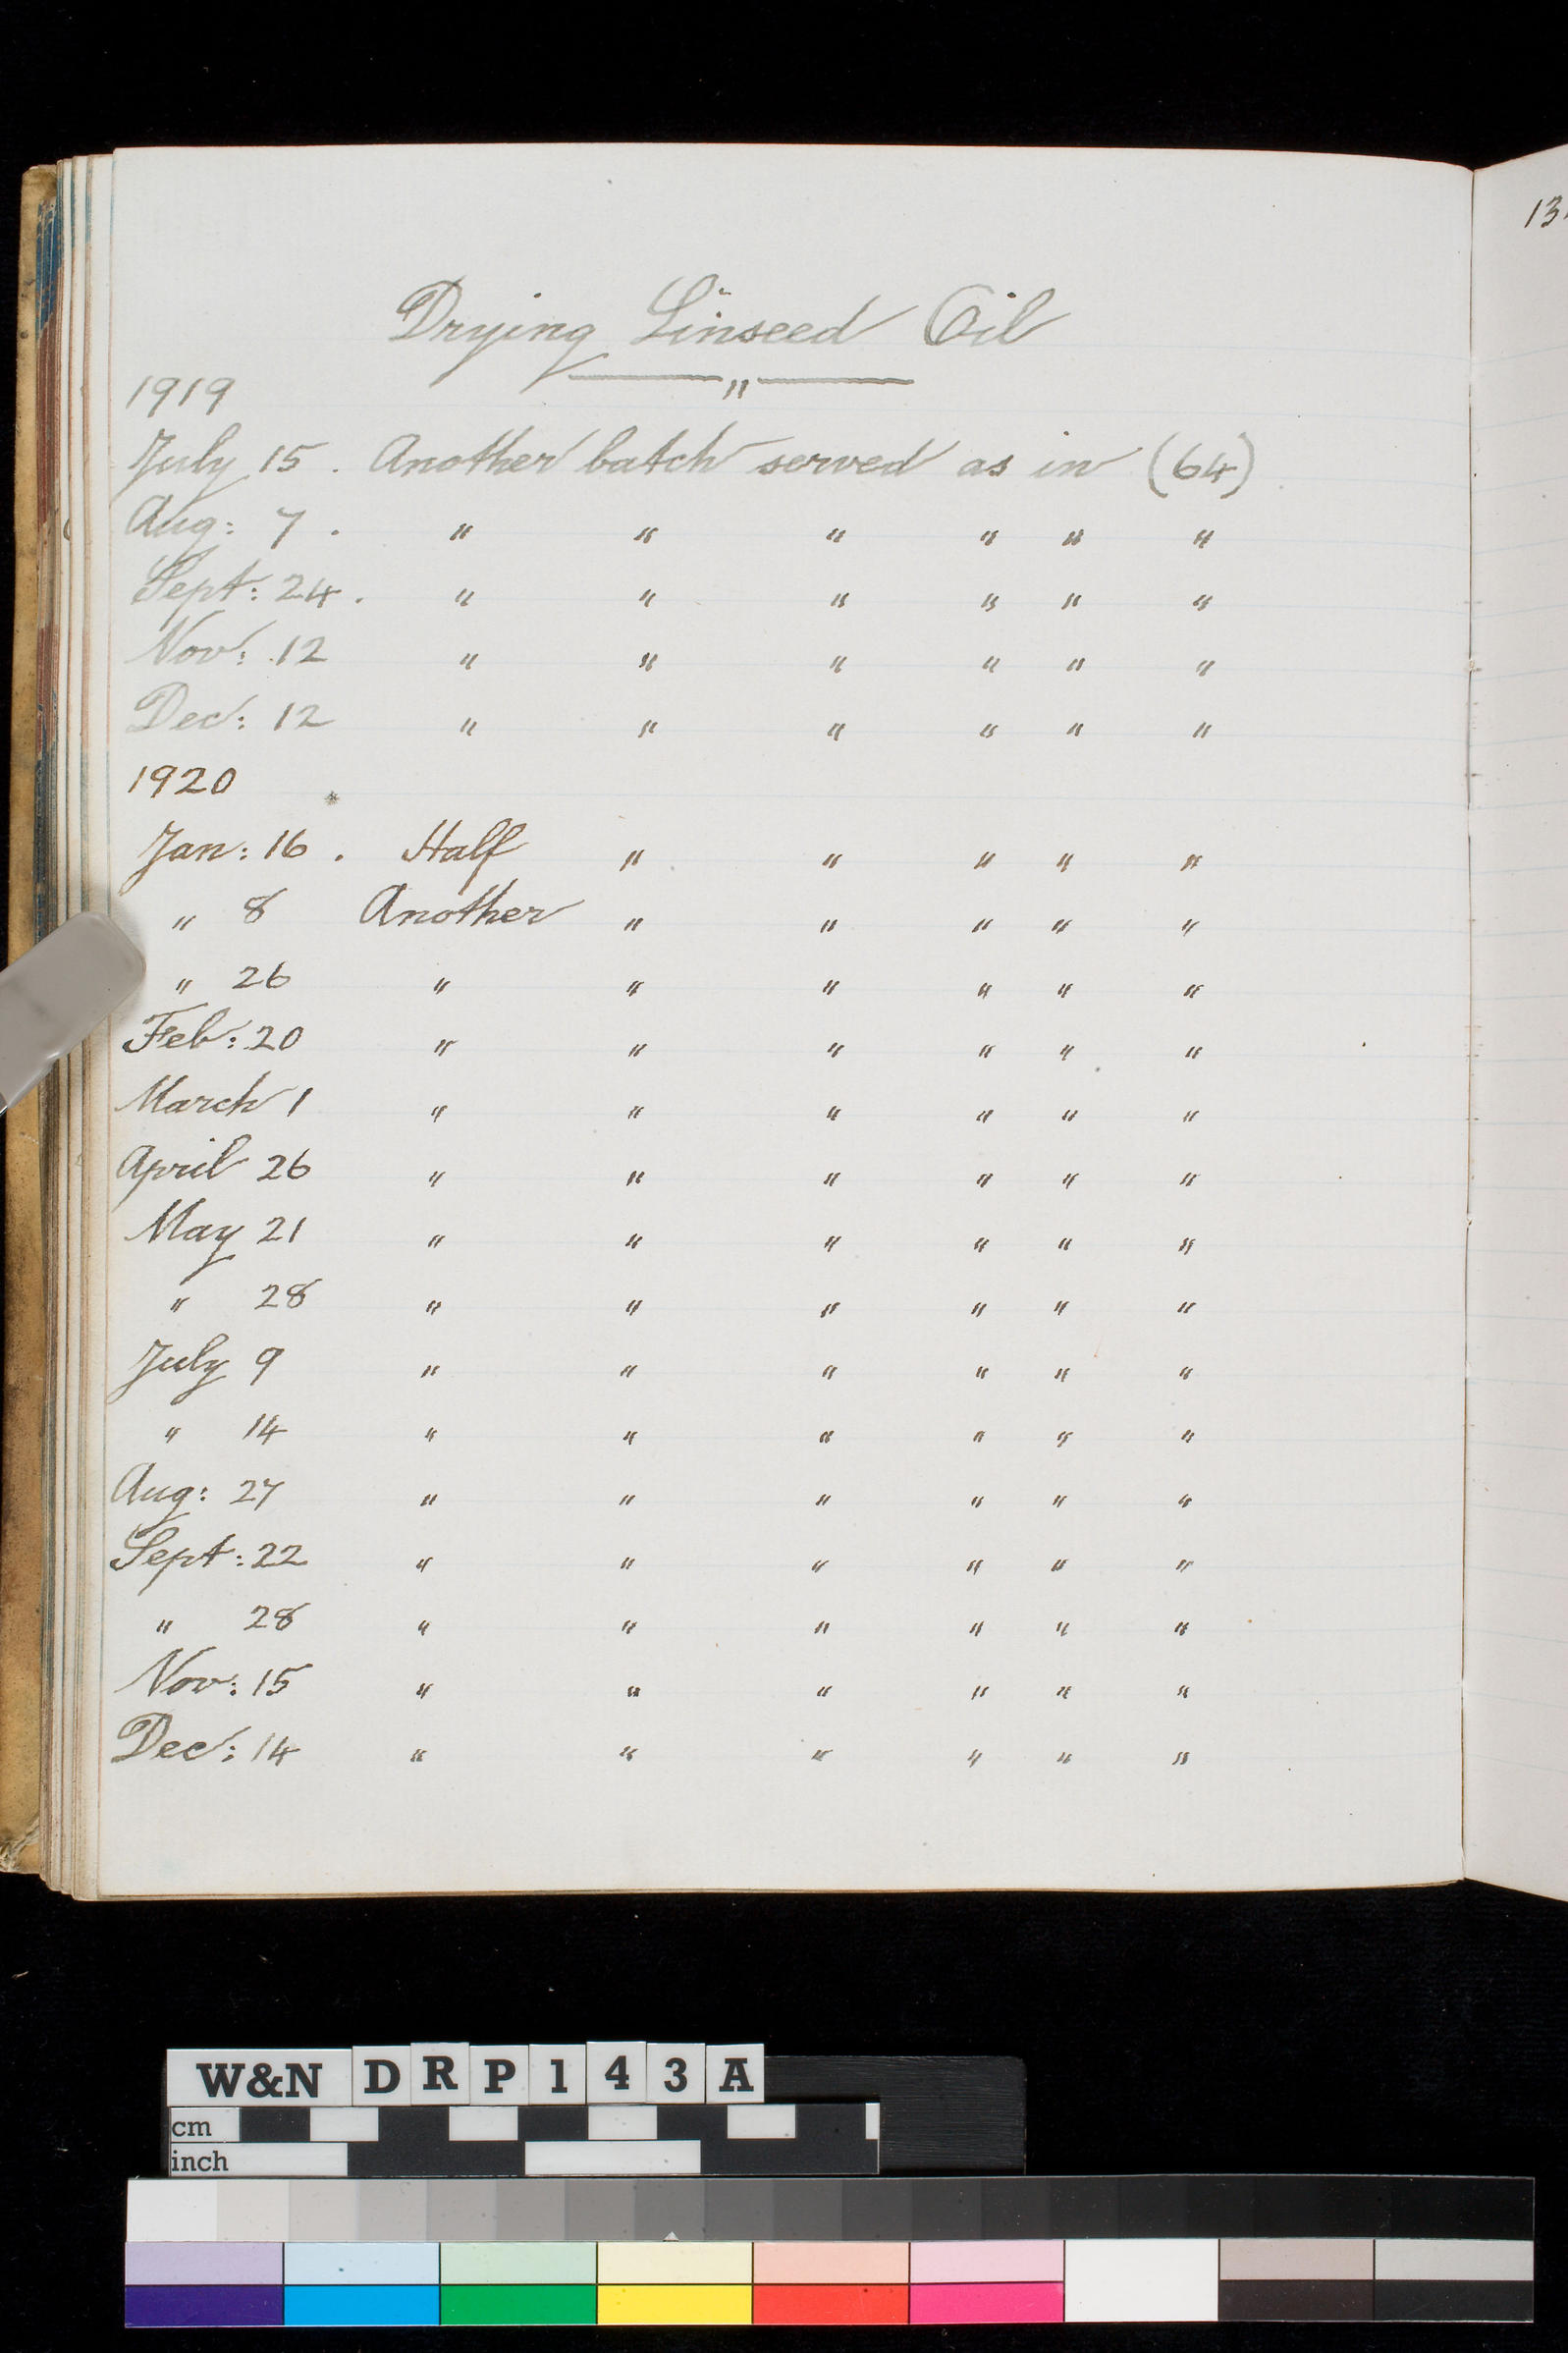 13
Drying Linseed Oil
"
1919
July 15. Another batch served as in (64).
Aug: 7. " " " " " "
Sept: 24. " " " " " "
Nov: 12 " " " " " "
Dec: 12 " " " " " "
1920
Jan: 16. Half " " " " "
" 8 Another " " " " "
" 26 " " " " " "
Feb: 20 " " " " " "
March 1 " " " " " "
April 26 " " " " " "
May 21 " " " " " "
" 28 " " " " " "
July 9 " " " " " "
" 14 " " " " " "
Aug: 27 " " " " " "
Sept: 22 " " " " " "
" 28 " " " " " "
Nov: 15 " " " " " "
Dec: 14 " " " " " "
W&N DRP143A
cm
inch